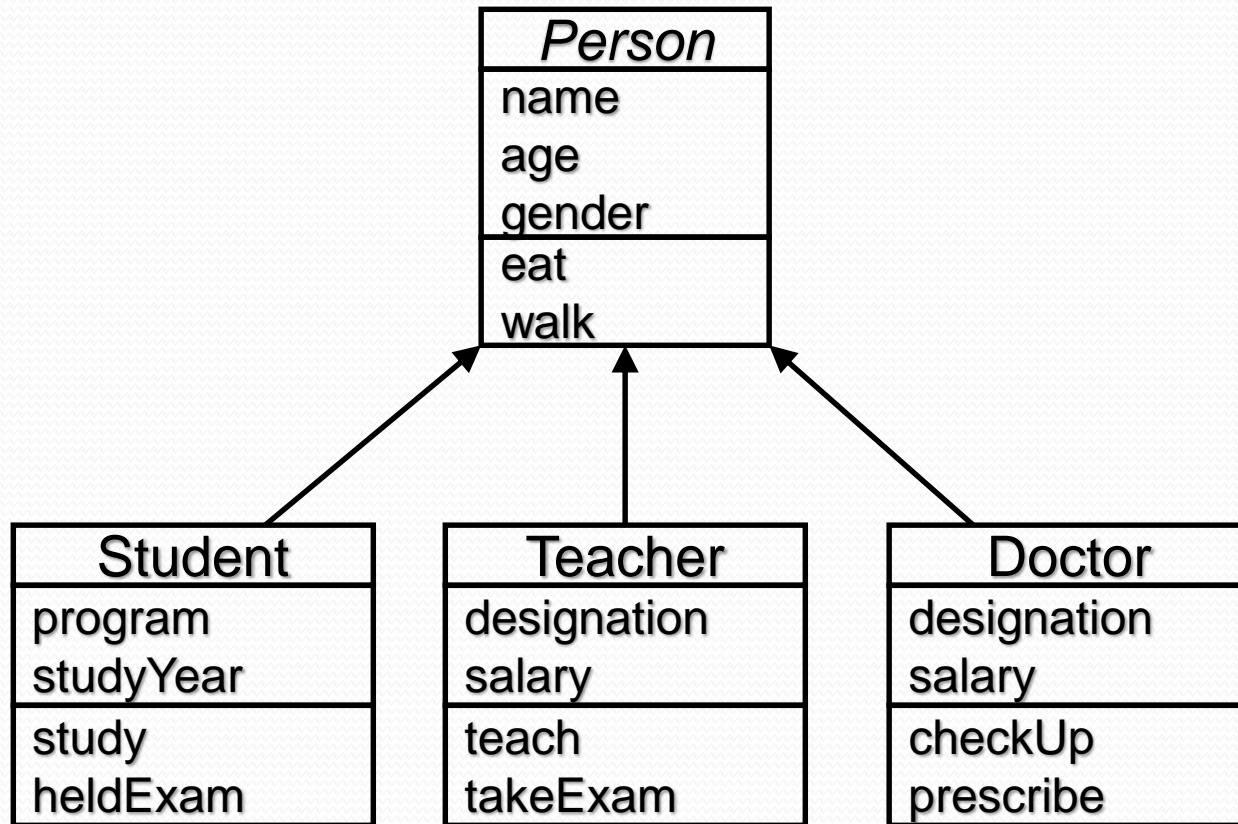 Person
name
age
gender
eat
walk
Student
program
studyYear
study
heldExam
Teacher
designation
salary
teach
takeExam
Doctor
designation
salary
checkUp
prescribe